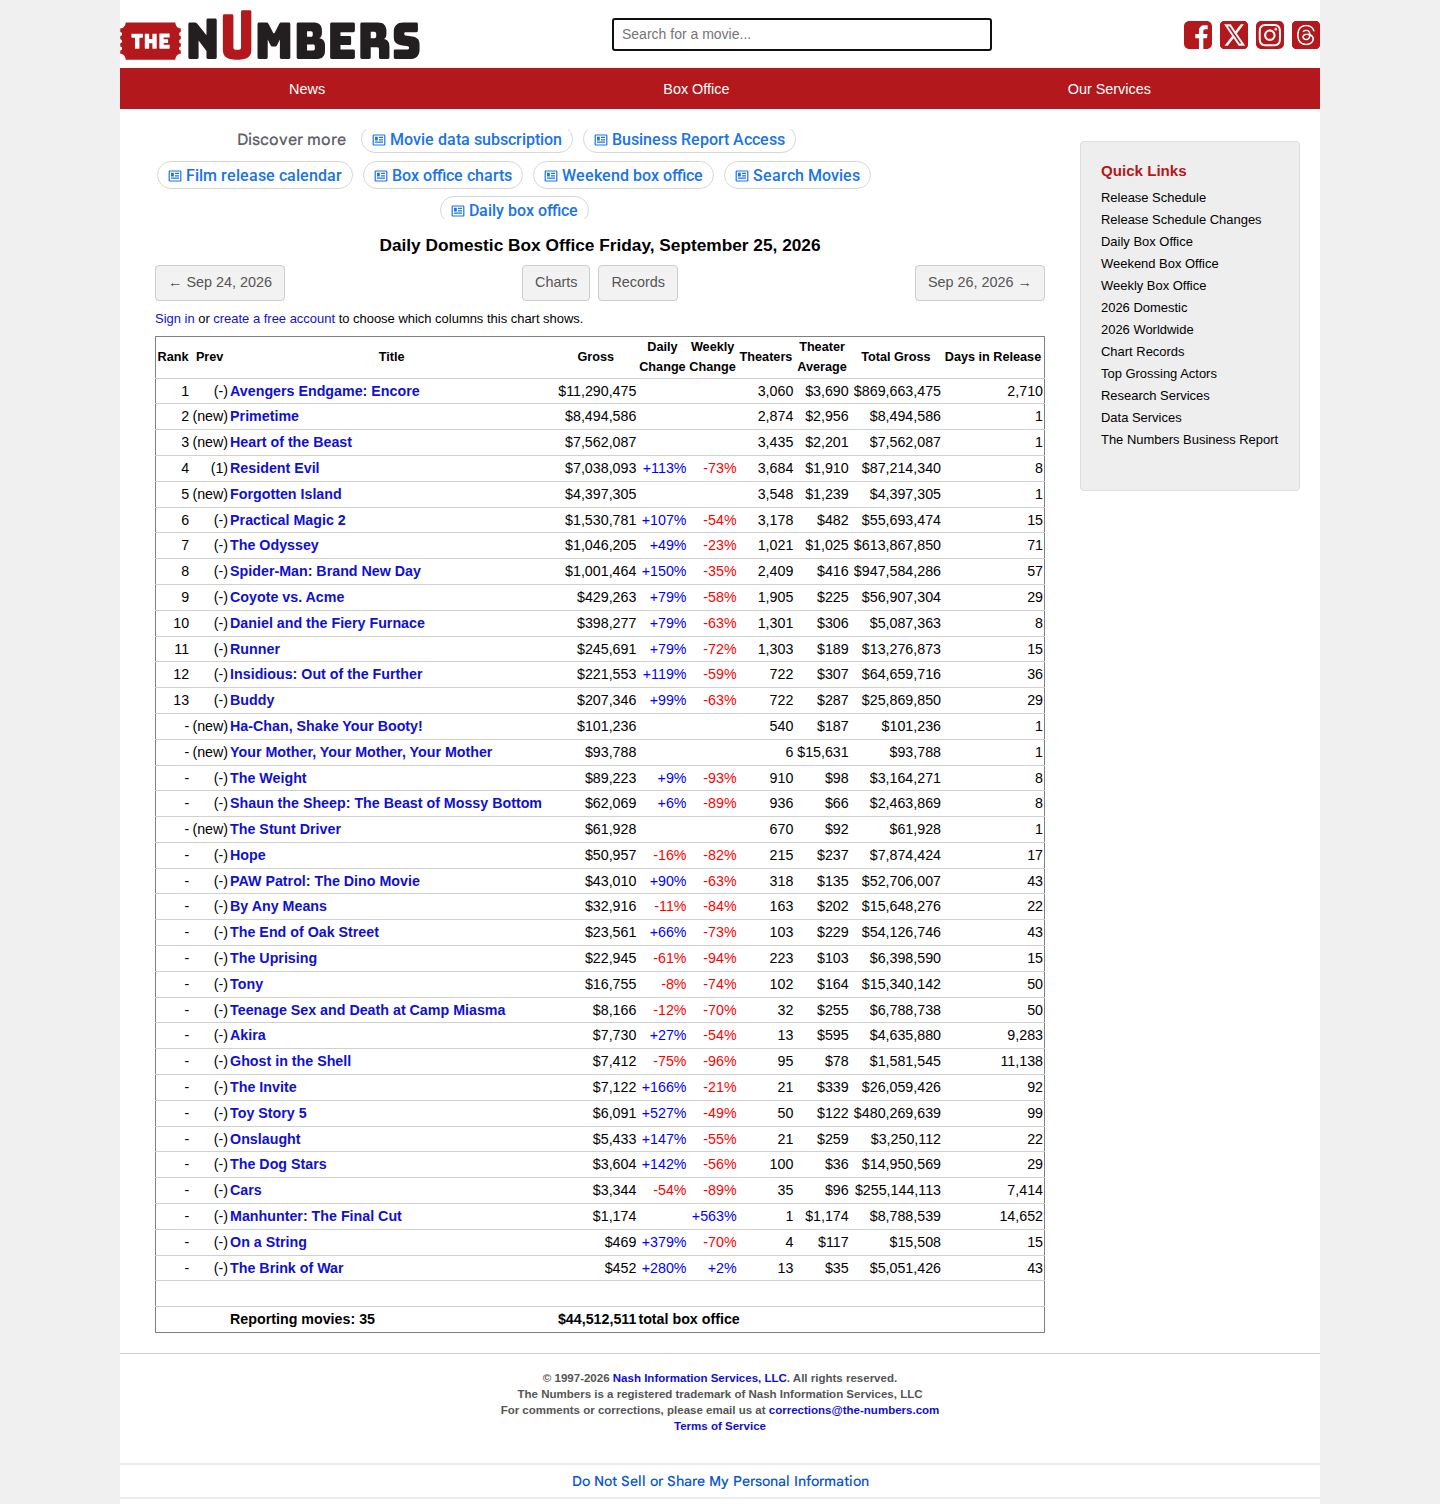 THE NUMBERS
Search for a movie...
News Box Office Our Services
Discover more Movie data subscription Business Report Access
Film release calendar Box office charts Weekend box office Search Movies
Daily box office
Daily Domestic Box Office Friday, September 25, 2026
← Sep 24, 2026 Charts Records Sep 26, 2026 →
Sign in or create a free account to choose which columns this chart shows.
Rank Prev Title Gross Daily Change Weekly Change Theaters Theater Average Total Gross Days in Release
1 (-) Avengers Endgame: Encore $11,290,475 3,060 $3,690 $869,663,475 2,710
2 (new) Primetime $8,494,586 2,874 $2,956 $8,494,586 1
3 (new) Heart of the Beast $7,562,087 3,435 $2,201 $7,562,087 1
4 (1) Resident Evil $7,038,093 +113% -73% 3,684 $1,910 $87,214,340 8
5 (new) Forgotten Island $4,397,305 3,548 $1,239 $4,397,305 1
6 (-) Practical Magic 2 $1,530,781 +107% -54% 3,178 $482 $55,693,474 15
7 (-) The Odyssey $1,046,205 +49% -23% 1,021 $1,025 $613,867,850 71
8 (-) Spider-Man: Brand New Day $1,001,464 +150% -35% 2,409 $416 $947,584,286 57
9 (-) Coyote vs. Acme $429,263 +79% -58% 1,905 $225 $56,907,304 29
10 (-) Daniel and the Fiery Furnace $398,277 +79% -63% 1,301 $306 $5,087,363 8
11 (-) Runner $245,691 +79% -72% 1,303 $189 $13,276,873 15
12 (-) Insidious: Out of the Further $221,553 +119% -59% 722 $307 $64,659,716 36
13 (-) Buddy $207,346 +99% -63% 722 $287 $25,869,850 29
- (new) Ha-Chan, Shake Your Booty! $101,236 540 $187 $101,236 1
- (new) Your Mother, Your Mother, Your Mother $93,788 6 $15,631 $93,788 1
- (-) The Weight $89,223 +9% -93% 910 $98 $3,164,271 8
- (-) Shaun the Sheep: The Beast of Mossy Bottom $62,069 +6% -89% 936 $66 $2,463,869 8
- (new) The Stunt Driver $61,928 670 $92 $61,928 1
- (-) Hope $50,957 -16% -82% 215 $237 $7,874,424 17
- (-) PAW Patrol: The Dino Movie $43,010 +90% -63% 318 $135 $52,706,007 43
- (-) By Any Means $32,916 -11% -84% 163 $202 $15,648,276 22
- (-) The End of Oak Street $23,561 +66% -73% 103 $229 $54,126,746 43
- (-) The Uprising $22,945 -61% -94% 223 $103 $6,398,590 15
- (-) Tony $16,755 -8% -74% 102 $164 $15,340,142 50
- (-) Teenage Sex and Death at Camp Miasma $8,166 -12% -70% 32 $255 $6,788,738 50
- (-) Akira $7,730 +27% -54% 13 $595 $4,635,880 9,283
- (-) Ghost in the Shell $7,412 -75% -96% 95 $78 $1,581,545 11,138
- (-) The Invite $7,122 +166% -21% 21 $339 $26,059,426 92
- (-) Toy Story 5 $6,091 +527% -49% 50 $122 $480,269,639 99
- (-) Onslaught $5,433 +147% -55% 21 $259 $3,250,112 22
- (-) The Dog Stars $3,604 +142% -56% 100 $36 $14,950,569 29
- (-) Cars $3,344 -54% -89% 35 $96 $255,144,113 7,414
- (-) Manhunter: The Final Cut $1,174 +563% 1 $1,174 $8,788,539 14,652
- (-) On a String $469 +379% -70% 4 $117 $15,508 15
- (-) The Brink of War $452 +280% +2% 13 $35 $5,051,426 43
Reporting movies: 35 $44,512,511 total box office
Quick Links
Release Schedule
Release Schedule Changes
Daily Box Office
Weekend Box Office
Weekly Box Office
2026 Domestic
2026 Worldwide
Chart Records
Top Grossing Actors
Research Services
Data Services
The Numbers Business Report
© 1997-2026 Nash Information Services, LLC. All rights reserved.
The Numbers is a registered trademark of Nash Information Services, LLC
For comments or corrections, please email us at corrections@the-numbers.com
Terms of Service
Do Not Sell or Share My Personal Information